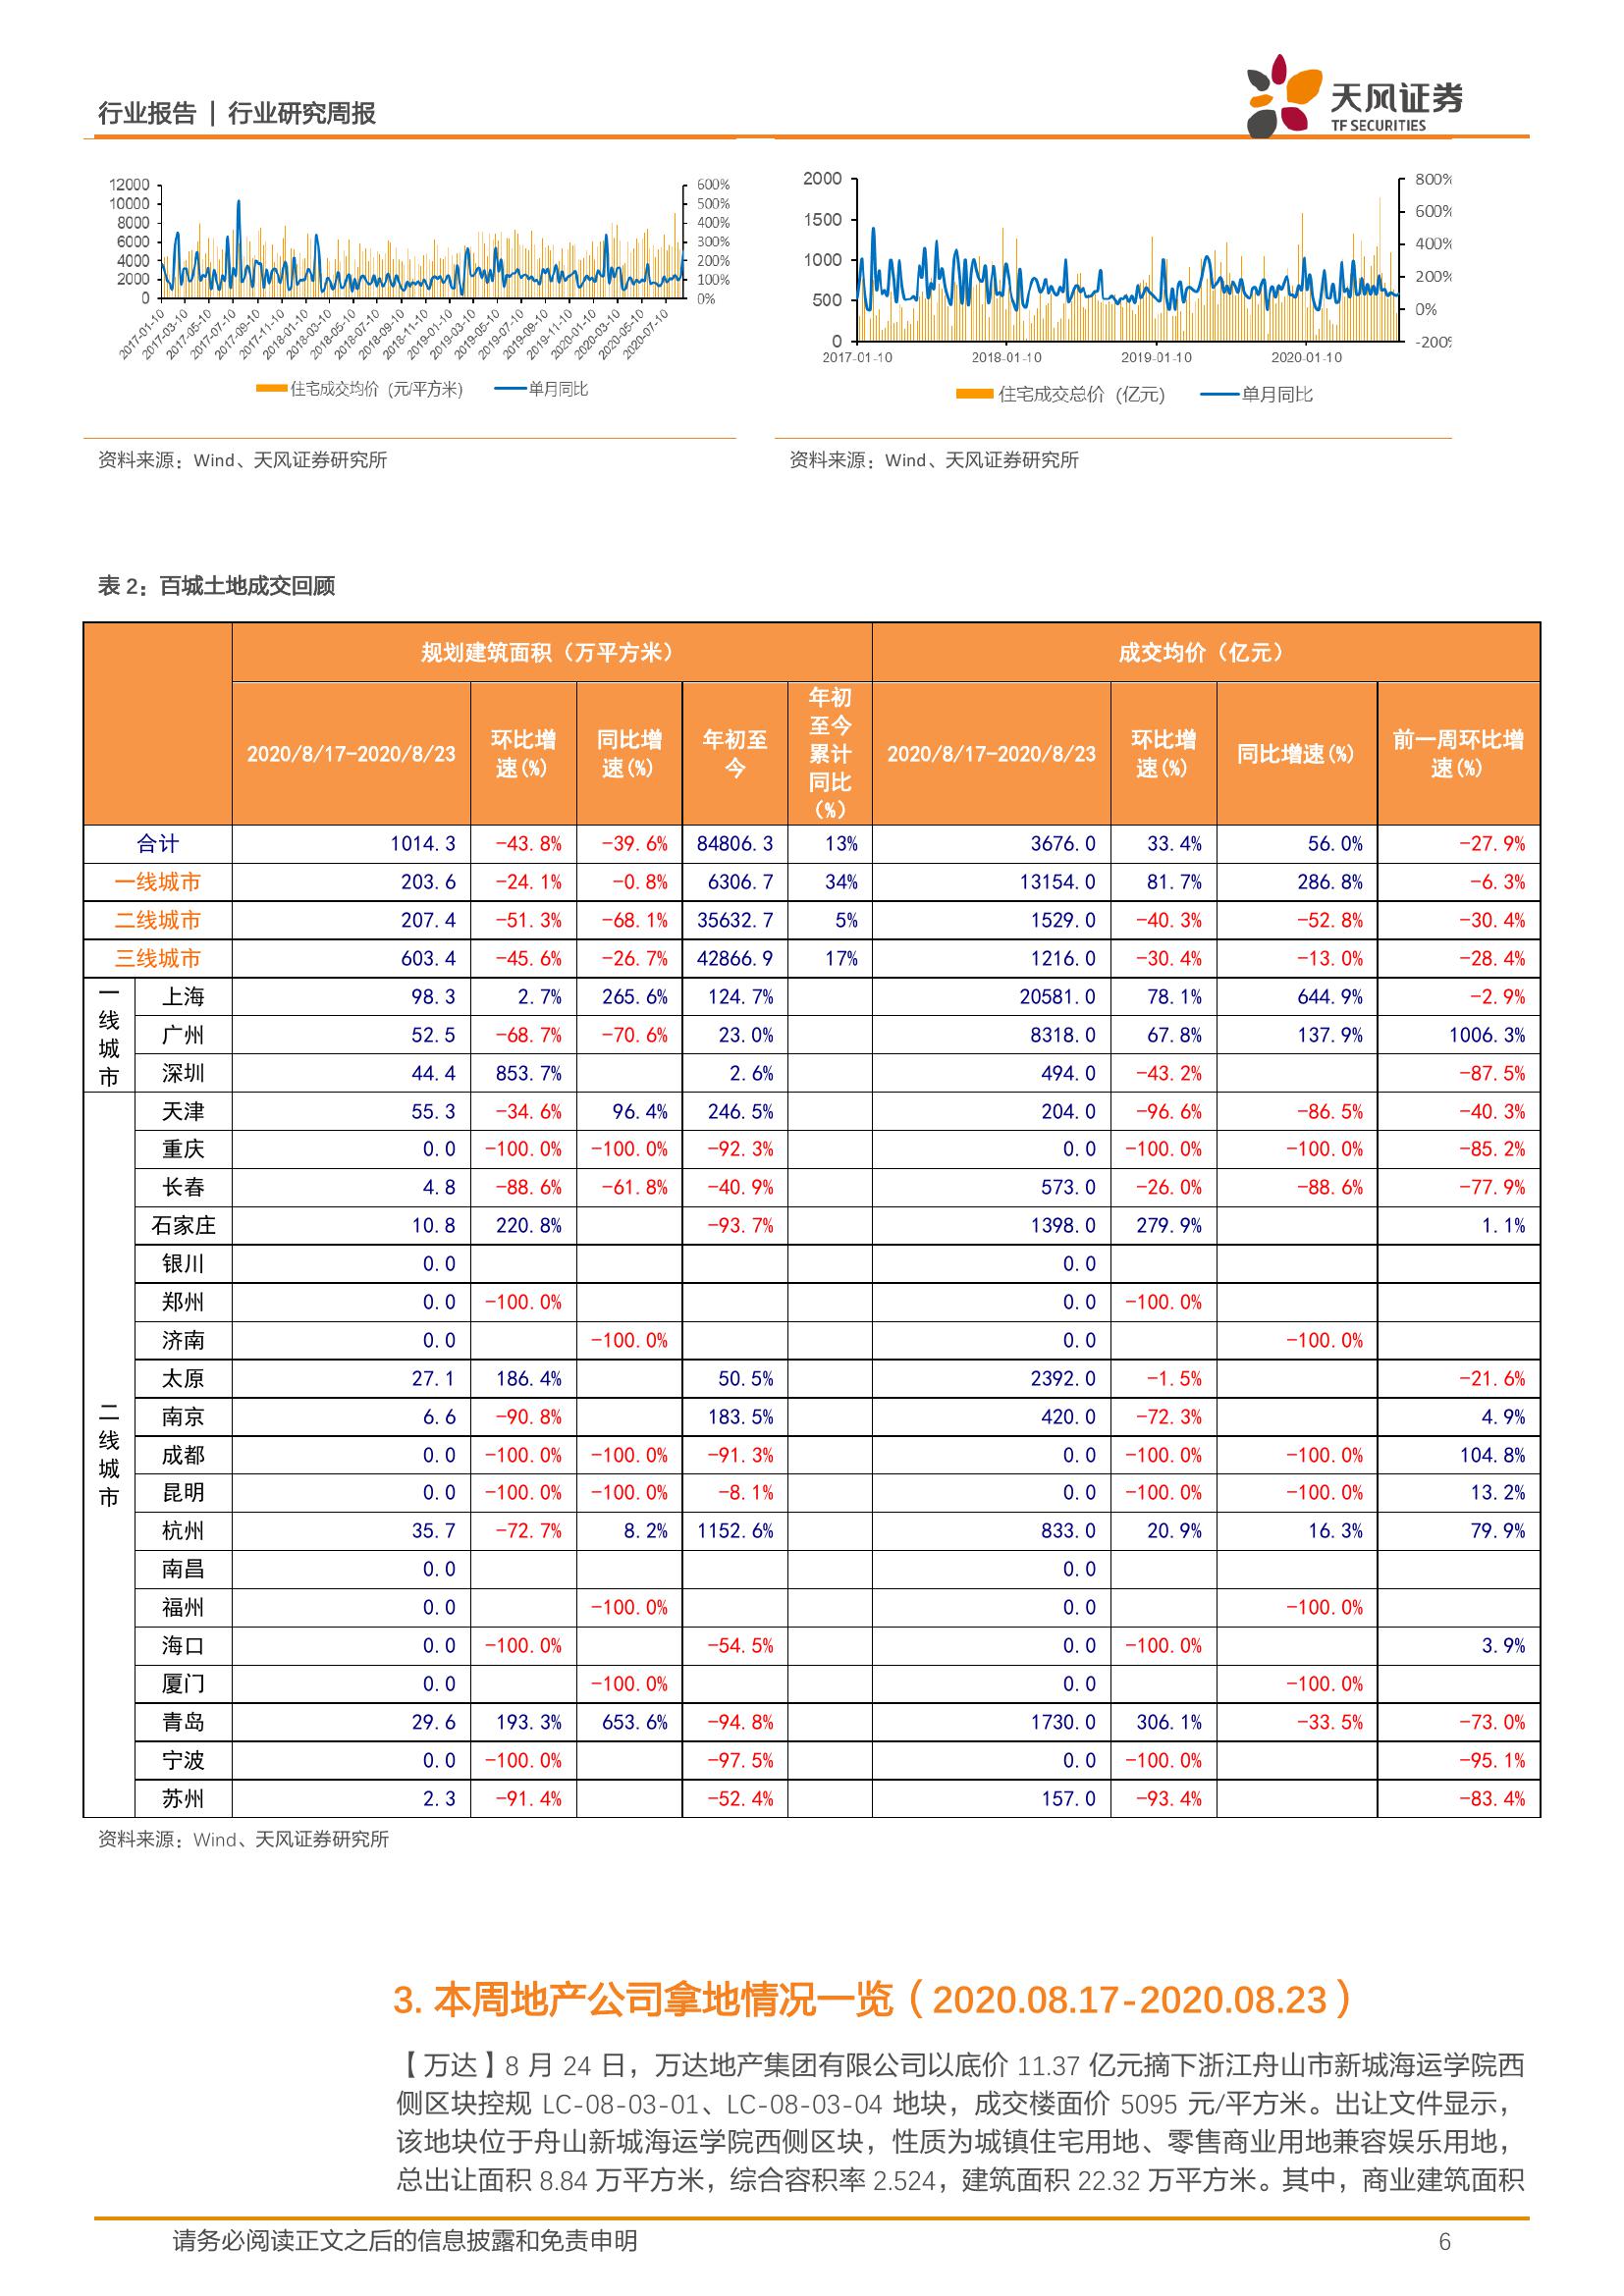 行业报告 | 行业研究周报
天风证券
TF SECURITIES
12000
10000
8000
6000
4000
2000
0
600%
500%
400%
300%
200%
100%
0%
2017-01-10
2017-03-10
2017-05-10
2017-07-10
2017-09-10
2017-11-10
2018-01-10
2018-03-10
2018-05-10
2018-07-10
2018-09-10
2018-11-10
2019-01-10
2019-03-10
2019-05-10
2019-07-10
2019-09-10
2019-11-10
2020-01-10
2020-03-10
2020-05-10
2020-07-10
住宅成交均价（元/平方米） 单月同比
2000
1500
1000
500
0
800%
600%
400%
200%
0%
-200%
2017-01-10 2018-01-10 2019-01-10 2020-01-10
住宅成交总价（亿元） 单月同比
资料来源：Wind、天风证券研究所
资料来源：Wind、天风证券研究所
表 2：百城土地成交回顾
规划建筑面积（万平方米） 成交均价（亿元）
2020/8/17-2020/8/23 环比增速(%) 同比增速(%) 年初至今 年初至今累计同比（%） 2020/8/17-2020/8/23 环比增速(%) 同比增速(%) 前一周环比增速(%)
合计 1014.3 -43.8% -39.6% 84806.3 13% 3676.0 33.4% 56.0% -27.9%
一线城市 203.6 -24.1% -0.8% 6306.7 34% 13154.0 81.7% 286.8% -6.3%
二线城市 207.4 -51.3% -68.1% 35632.7 5% 1529.0 -40.3% -52.8% -30.4%
三线城市 603.4 -45.6% -26.7% 42866.9 17% 1216.0 -30.4% -13.0% -28.4%
一线城市
上海 98.3 2.7% 265.6% 124.7% 20581.0 78.1% 644.9% -2.9%
广州 52.5 -68.7% -70.6% 23.0% 8318.0 67.8% 137.9% 1006.3%
深圳 44.4 853.7% 2.6% 494.0 -43.2% -87.5%
二线城市
天津 55.3 -34.6% 96.4% 246.5% 204.0 -96.6% -86.5% -40.3%
重庆 0.0 -100.0% -100.0% -92.3% 0.0 -100.0% -100.0% -85.2%
长春 4.8 -88.6% -61.8% -40.9% 573.0 -26.0% -88.6% -77.9%
石家庄 10.8 220.8% -93.7% 1398.0 279.9% 1.1%
银川 0.0 0.0
郑州 0.0 -100.0% 0.0 -100.0%
济南 0.0 -100.0% 0.0 -100.0%
太原 27.1 186.4% 50.5% 2392.0 -1.5% -21.6%
南京 6.6 -90.8% 183.5% 420.0 -72.3% 4.9%
成都 0.0 -100.0% -100.0% -91.3% 0.0 -100.0% -100.0% 104.8%
昆明 0.0 -100.0% -100.0% -8.1% 0.0 -100.0% -100.0% 13.2%
杭州 35.7 -72.7% 8.2% 1152.6% 833.0 20.9% 16.3% 79.9%
南昌 0.0 0.0
福州 0.0 -100.0% 0.0 -100.0%
海口 0.0 -100.0% -54.5% 0.0 -100.0% 3.9%
厦门 0.0 -100.0% 0.0 -100.0%
青岛 29.6 193.3% 653.6% -94.8% 1730.0 306.1% -33.5% -73.0%
宁波 0.0 -100.0% -97.5% 0.0 -100.0% -95.1%
苏州 2.3 -91.4% -52.4% 157.0 -93.4% -83.4%
资料来源：Wind、天风证券研究所
3. 本周地产公司拿地情况一览（2020.08.17-2020.08.23）
【万达】8 月 24 日，万达地产集团有限公司以底价 11.37 亿元摘下浙江舟山市新城海运学院西
侧区块控规 LC-08-03-01、LC-08-03-04 地块，成交楼面价 5095 元/平方米。出让文件显示，
该地块位于舟山新城海运学院西侧区块，性质为城镇住宅用地、零售商业用地兼容娱乐用地，
总出让面积 8.84 万平方米，综合容积率 2.524，建筑面积 22.32 万平方米。其中，商业建筑面积
请务必阅读正文之后的信息披露和免责申明 6